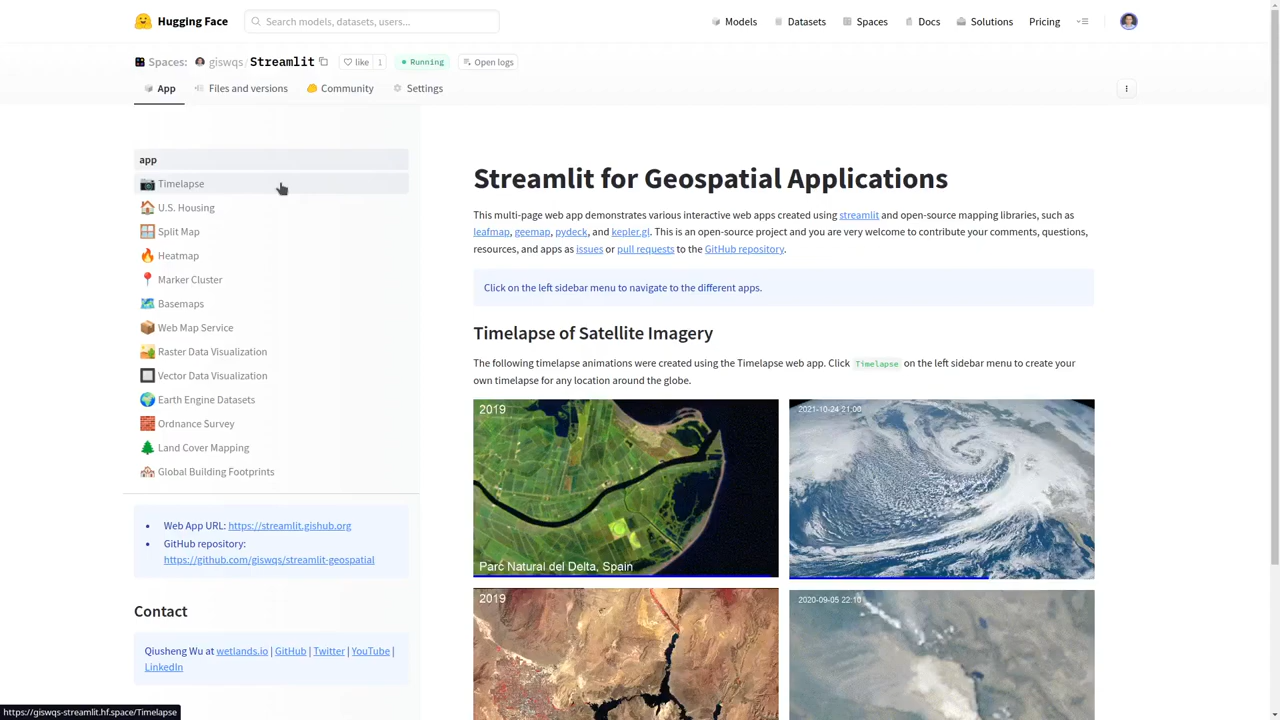 Hugging Face
Search models, datasets, users...
Models
Datasets
Spaces
Docs
Solutions
Pricing
Spaces: giswqs/Streamlit
like 1
Running
Open logs
App
Files and versions
Community
Settings
app
Timelapse
U.S. Housing
Split Map
Heatmap
Marker Cluster
Basemaps
Web Map Service
Raster Data Visualization
Vector Data Visualization
Earth Engine Datasets
Ordnance Survey
Land Cover Mapping
Global Building Footprints
• Web App URL: https://streamlit.gishub.org
• GitHub repository:
https://github.com/giswqs/streamlit-geospatial
Contact
Qiusheng Wu at wetlands.io | GitHub | Twitter | YouTube |
LinkedIn
Streamlit for Geospatial Applications
This multi-page web app demonstrates various interactive web apps created using streamlit and open-source mapping libraries, such as
leafmap, geemap, pydeck, and kepler.gl. This is an open-source project and you are very welcome to contribute your comments, questions,
resources, and apps as issues or pull requests to the GitHub repository.
Click on the left sidebar menu to navigate to the different apps.
Timelapse of Satellite Imagery
The following timelapse animations were created using the Timelapse web app. Click Timelapse on the left sidebar menu to create your
own timelapse for any location around the globe.
2019
Parc Natural del Delta, Spain
2021-10-24 21:00
2019
2020-09-05 22:10
https://giswqs-streamlit.hf.space/Timelapse